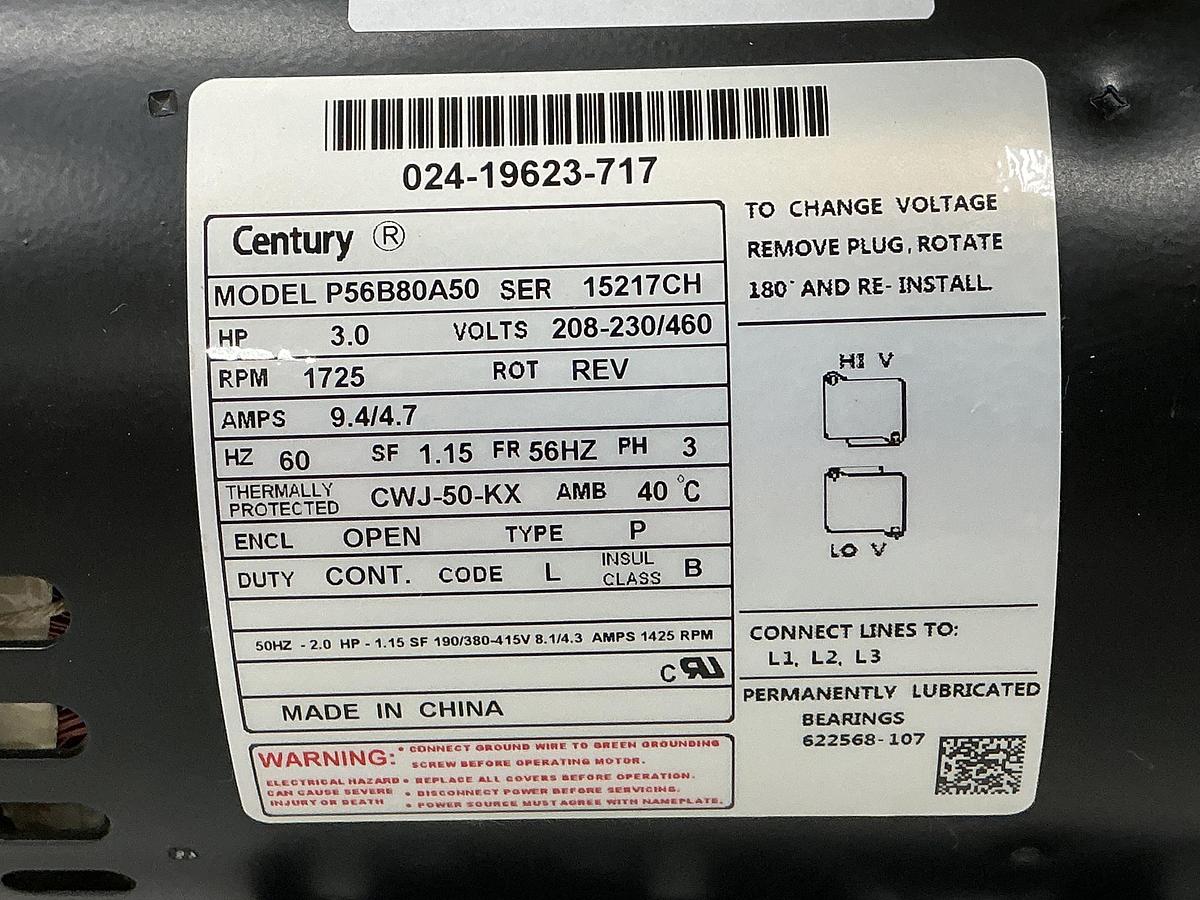 024-19623-717
Century ®
MODEL P56B80A50 SER 15217CH
HP 3.0 VOLTS 208-230/460
RPM 1725 ROT REV
AMPS 9.4/4.7
HZ 60 SF 1.15 FR 56HZ PH 3
THERMALLY PROTECTED CWJ-50-KX AMB 40 °C
ENCL OPEN TYPE P
DUTY CONT. CODE L INSUL CLASS B
50HZ - 2.0 HP - 1.15 SF 190/380-415V 8.1/4.3 AMPS 1425 RPM
C RU
MADE IN CHINA
WARNING:
ELECTRICAL HAZARD
CAN CAUSE SEVERE
INJURY OR DEATH
• CONNECT GROUND WIRE TO GREEN GROUNDING
SCREW BEFORE OPERATING MOTOR.
• REPLACE ALL COVERS BEFORE OPERATION.
• DISCONNECT POWER BEFORE SERVICING.
• POWER SOURCE MUST AGREE WITH NAMEPLATE.
TO CHANGE VOLTAGE
REMOVE PLUG, ROTATE
180° AND RE- INSTALL
HI V
LO V
CONNECT LINES TO:
L1, L2, L3
PERMANENTLY LUBRICATED
BEARINGS
622568-107